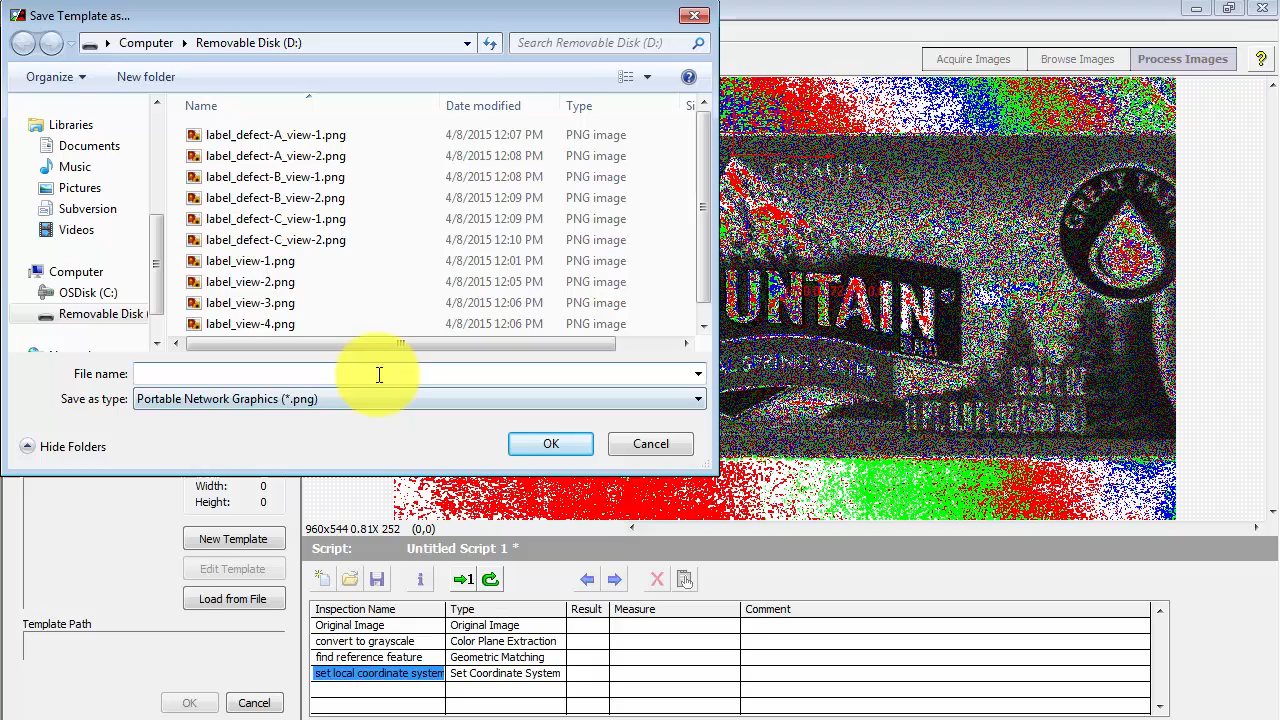 Save Template as...
Computer
Removable Disk (D:)
Search Removable Disk (D:)
Organize
New folder
Name
Date modified
Type
Si
Libraries
Documents
Music
Pictures
Subversion
Videos
Computer
OSDisk (C:)
Removable Disk (
label_defect-A_view-1.png 4/8/2015 12:07 PM PNG image
label_defect-A_view-2.png 4/8/2015 12:08 PM PNG image
label_defect-B_view-1.png 4/8/2015 12:08 PM PNG image
label_defect-B_view-2.png 4/8/2015 12:09 PM PNG image
label_defect-C_view-1.png 4/8/2015 12:09 PM PNG image
label_defect-C_view-2.png 4/8/2015 12:10 PM PNG image
label_view-1.png 4/8/2015 12:01 PM PNG image
label_view-2.png 4/8/2015 12:05 PM PNG image
label_view-3.png 4/8/2015 12:06 PM PNG image
label_view-4.png 4/8/2015 12:06 PM PNG image
File name:
Save as type: Portable Network Graphics (*.png)
Hide Folders
OK
Cancel
Acquire Images
Browse Images
Process Images
?
UNTAIN
Width: 0
Height: 0
New Template
Edit Template
Load from File
Template Path
OK
Cancel
960x544 0.81X 252 (0,0)
Script: Untitled Script 1 *
Inspection Name Type Result Measure Comment
Original Image Original Image
convert to grayscale Color Plane Extraction
find reference feature Geometric Matching
set local coordinate system Set Coordinate System